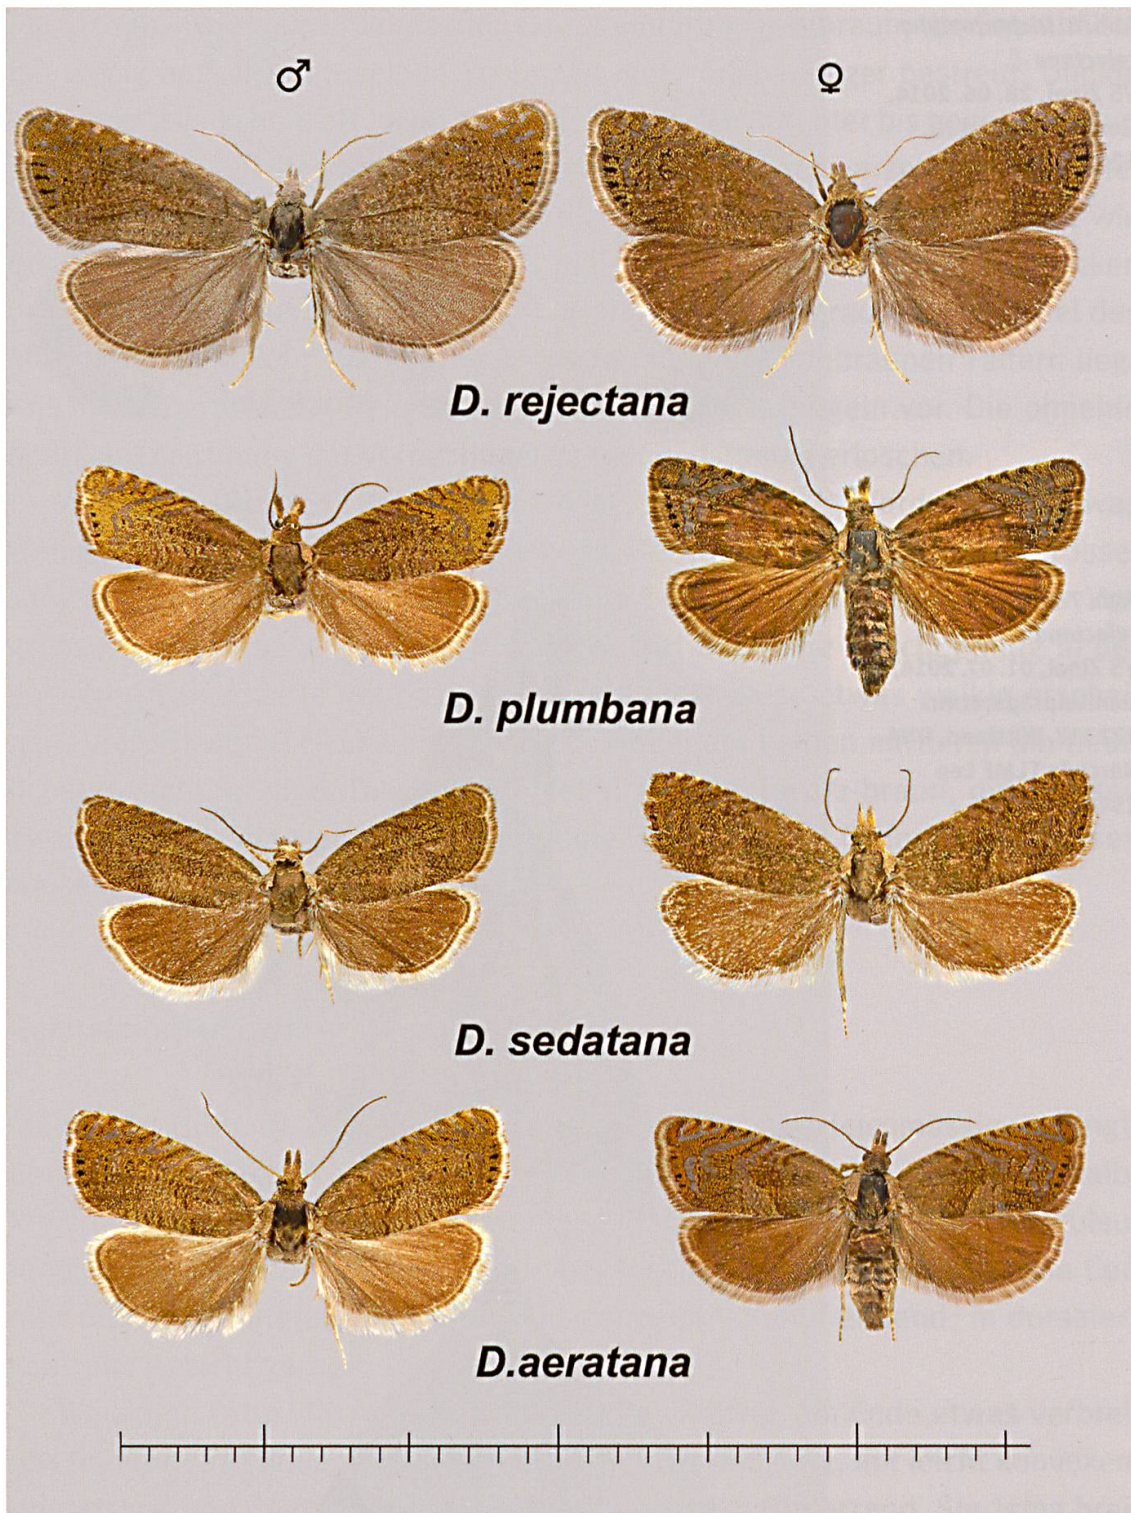 ♂ ♀
D. rejectana
D. plumbana
D. sedatana
D.aeratana